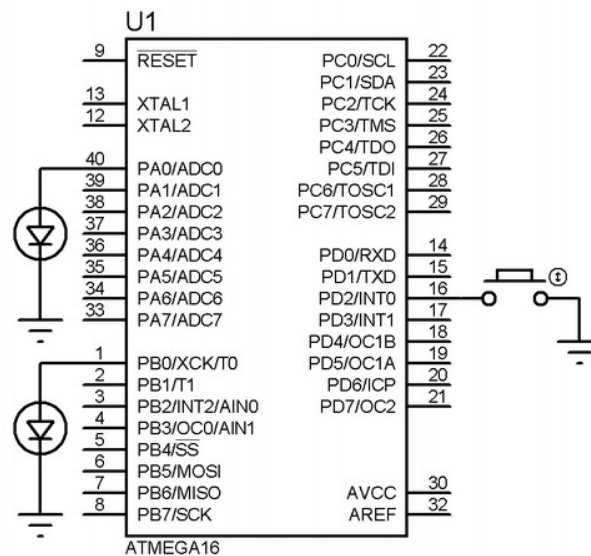 U1
9 RESET
13 XTAL1
12 XTAL2
40 PA0/ADC0
39 PA1/ADC1
38 PA2/ADC2
37 PA3/ADC3
36 PA4/ADC4
35 PA5/ADC5
34 PA6/ADC6
33 PA7/ADC7
1 PB0/XCK/T0
2 PB1/T1
3 PB2/INT2/AIN0
4 PB3/OC0/AIN1
5 PB4/SS
6 PB5/MOSI
7 PB6/MISO
8 PB7/SCK
PC0/SCL 22
PC1/SDA 23
PC2/TCK 24
PC3/TMS 25
PC4/TDO 26
PC5/TDI 27
PC6/TOSC1 28
PC7/TOSC2 29
PD0/RXD 14
PD1/TXD 15
PD2/INT0 16
PD3/INT1 17
PD4/OC1B 18
PD5/OC1A 19
PD6/ICP 20
PD7/OC2 21
AVCC 30
AREF 32
ATMEGA16